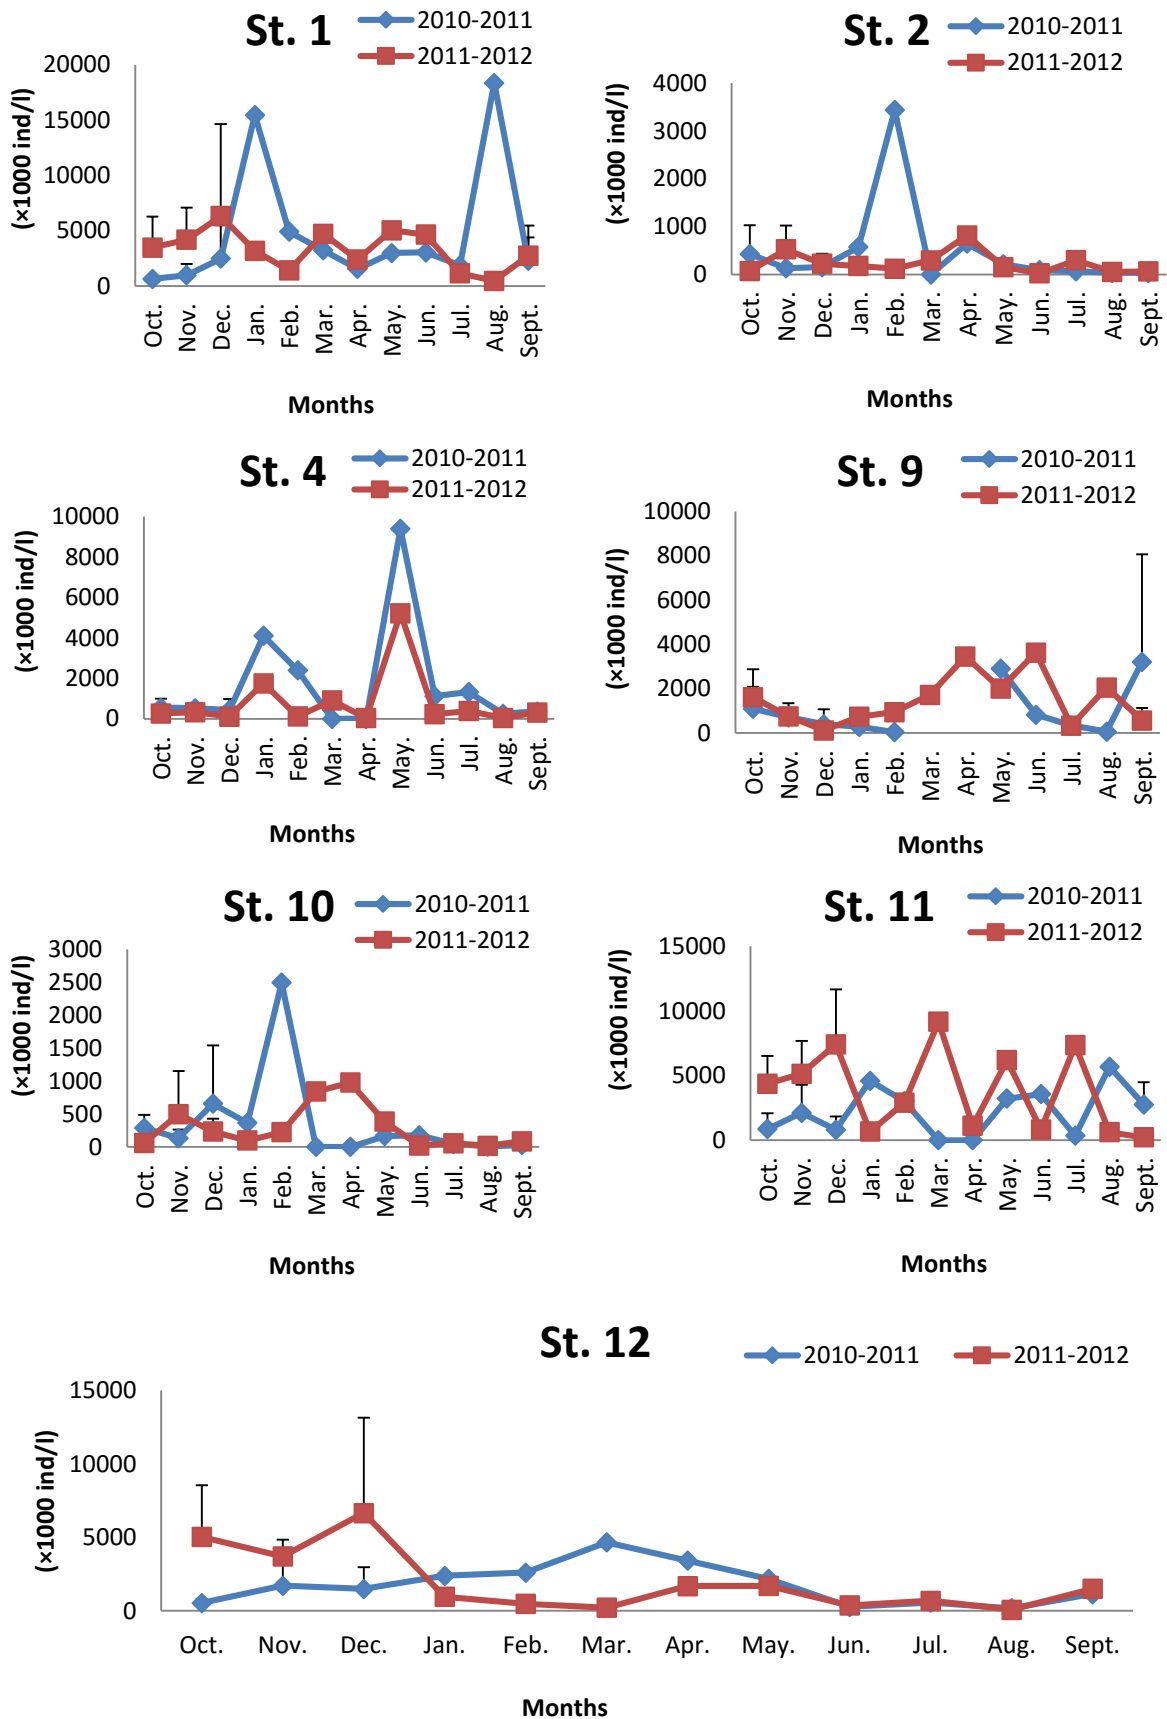 St. 1
2010-2011
2011-2012
(×1000 ind/l)
20000
15000
10000
5000
0
Oct. Nov. Dec. Jan. Feb. Mar. Apr. May. Jun. Jul. Aug. Sept.
Months
St. 2
2010-2011
2011-2012
(×1000 ind/l)
4000
3000
2000
1000
0
Oct. Nov. Dec. Jan. Feb. Mar. Apr. May. Jun. Jul. Aug. Sept.
Months
St. 4
2010-2011
2011-2012
(×1000 ind/l)
10000
8000
6000
4000
2000
0
Oct. Nov. Dec. Jan. Feb. Mar. Apr. May. Jun. Jul. Aug. Sept.
Months
St. 9
2010-2011
2011-2012
(×1000 ind/l)
10000
8000
6000
4000
2000
0
Oct. Nov. Dec. Jan. Feb. Mar. Apr. May. Jun. Jul. Aug. Sept.
Months
St. 10
2010-2011
2011-2012
(×1000 ind/l)
3000
2500
2000
1500
1000
500
0
Oct. Nov. Dec. Jan. Feb. Mar. Apr. May. Jun. Jul. Aug. Sept.
Months
St. 11
2010-2011
2011-2012
(×1000 ind/l)
15000
10000
5000
0
Oct. Nov. Dec. Jan. Feb. Mar. Apr. May. Jun. Jul. Aug. Sept.
Months
St. 12
2010-2011 2011-2012
(×1000 ind/l)
15000
10000
5000
0
Oct. Nov. Dec. Jan. Feb. Mar. Apr. May. Jun. Jul. Aug. Sept.
Months